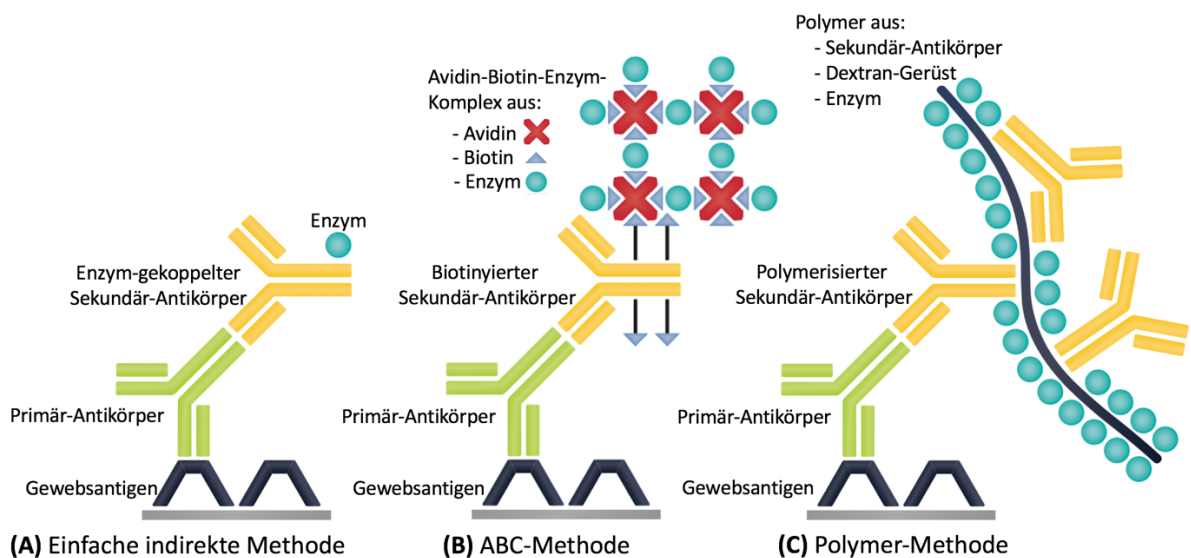 Enzym
Enzym-gekoppelter
Sekundär-Antikörper
Primär-Antikörper
Gewebsantigen
(A) Einfache indirekte Methode
Avidin-Biotin-Enzym-
Komplex aus:
- Avidin
- Biotin
- Enzym
Biotinyierter
Sekundär-Antikörper
Primär-Antikörper
Gewebsantigen
(B) ABC-Methode
Polymer aus:
- Sekundär-Antikörper
- Dextran-Gerüst
- Enzym
Polymerisierter
Sekundär-Antikörper
Primär-Antikörper
Gewebsantigen
(C) Polymer-Methode